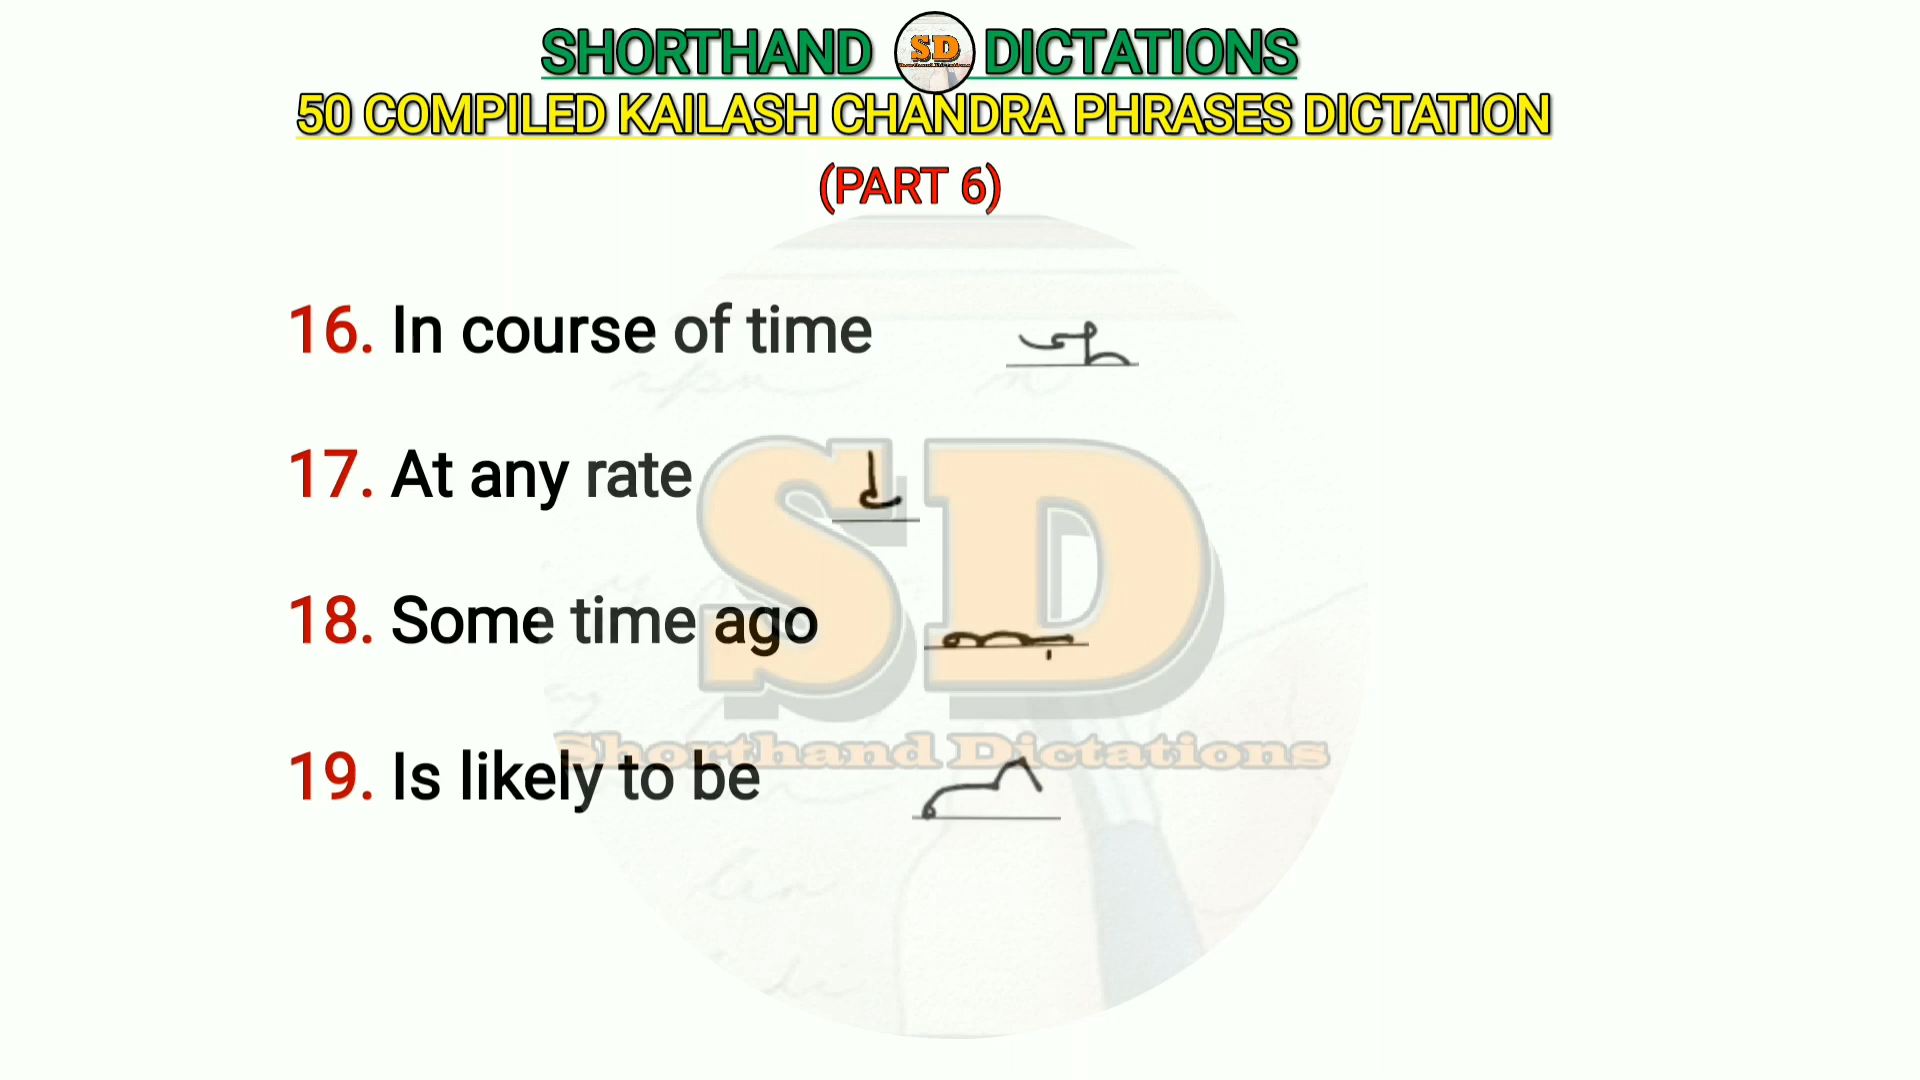 SHORTHAND SD DICTATIONS
50 COMPILED KAILASH CHANDRA PHRASES DICTATION
(PART 6)
16. In course of time
17. At any rate
18. Some time ago
19. Is likely to be
SD
Shorthand Dictations